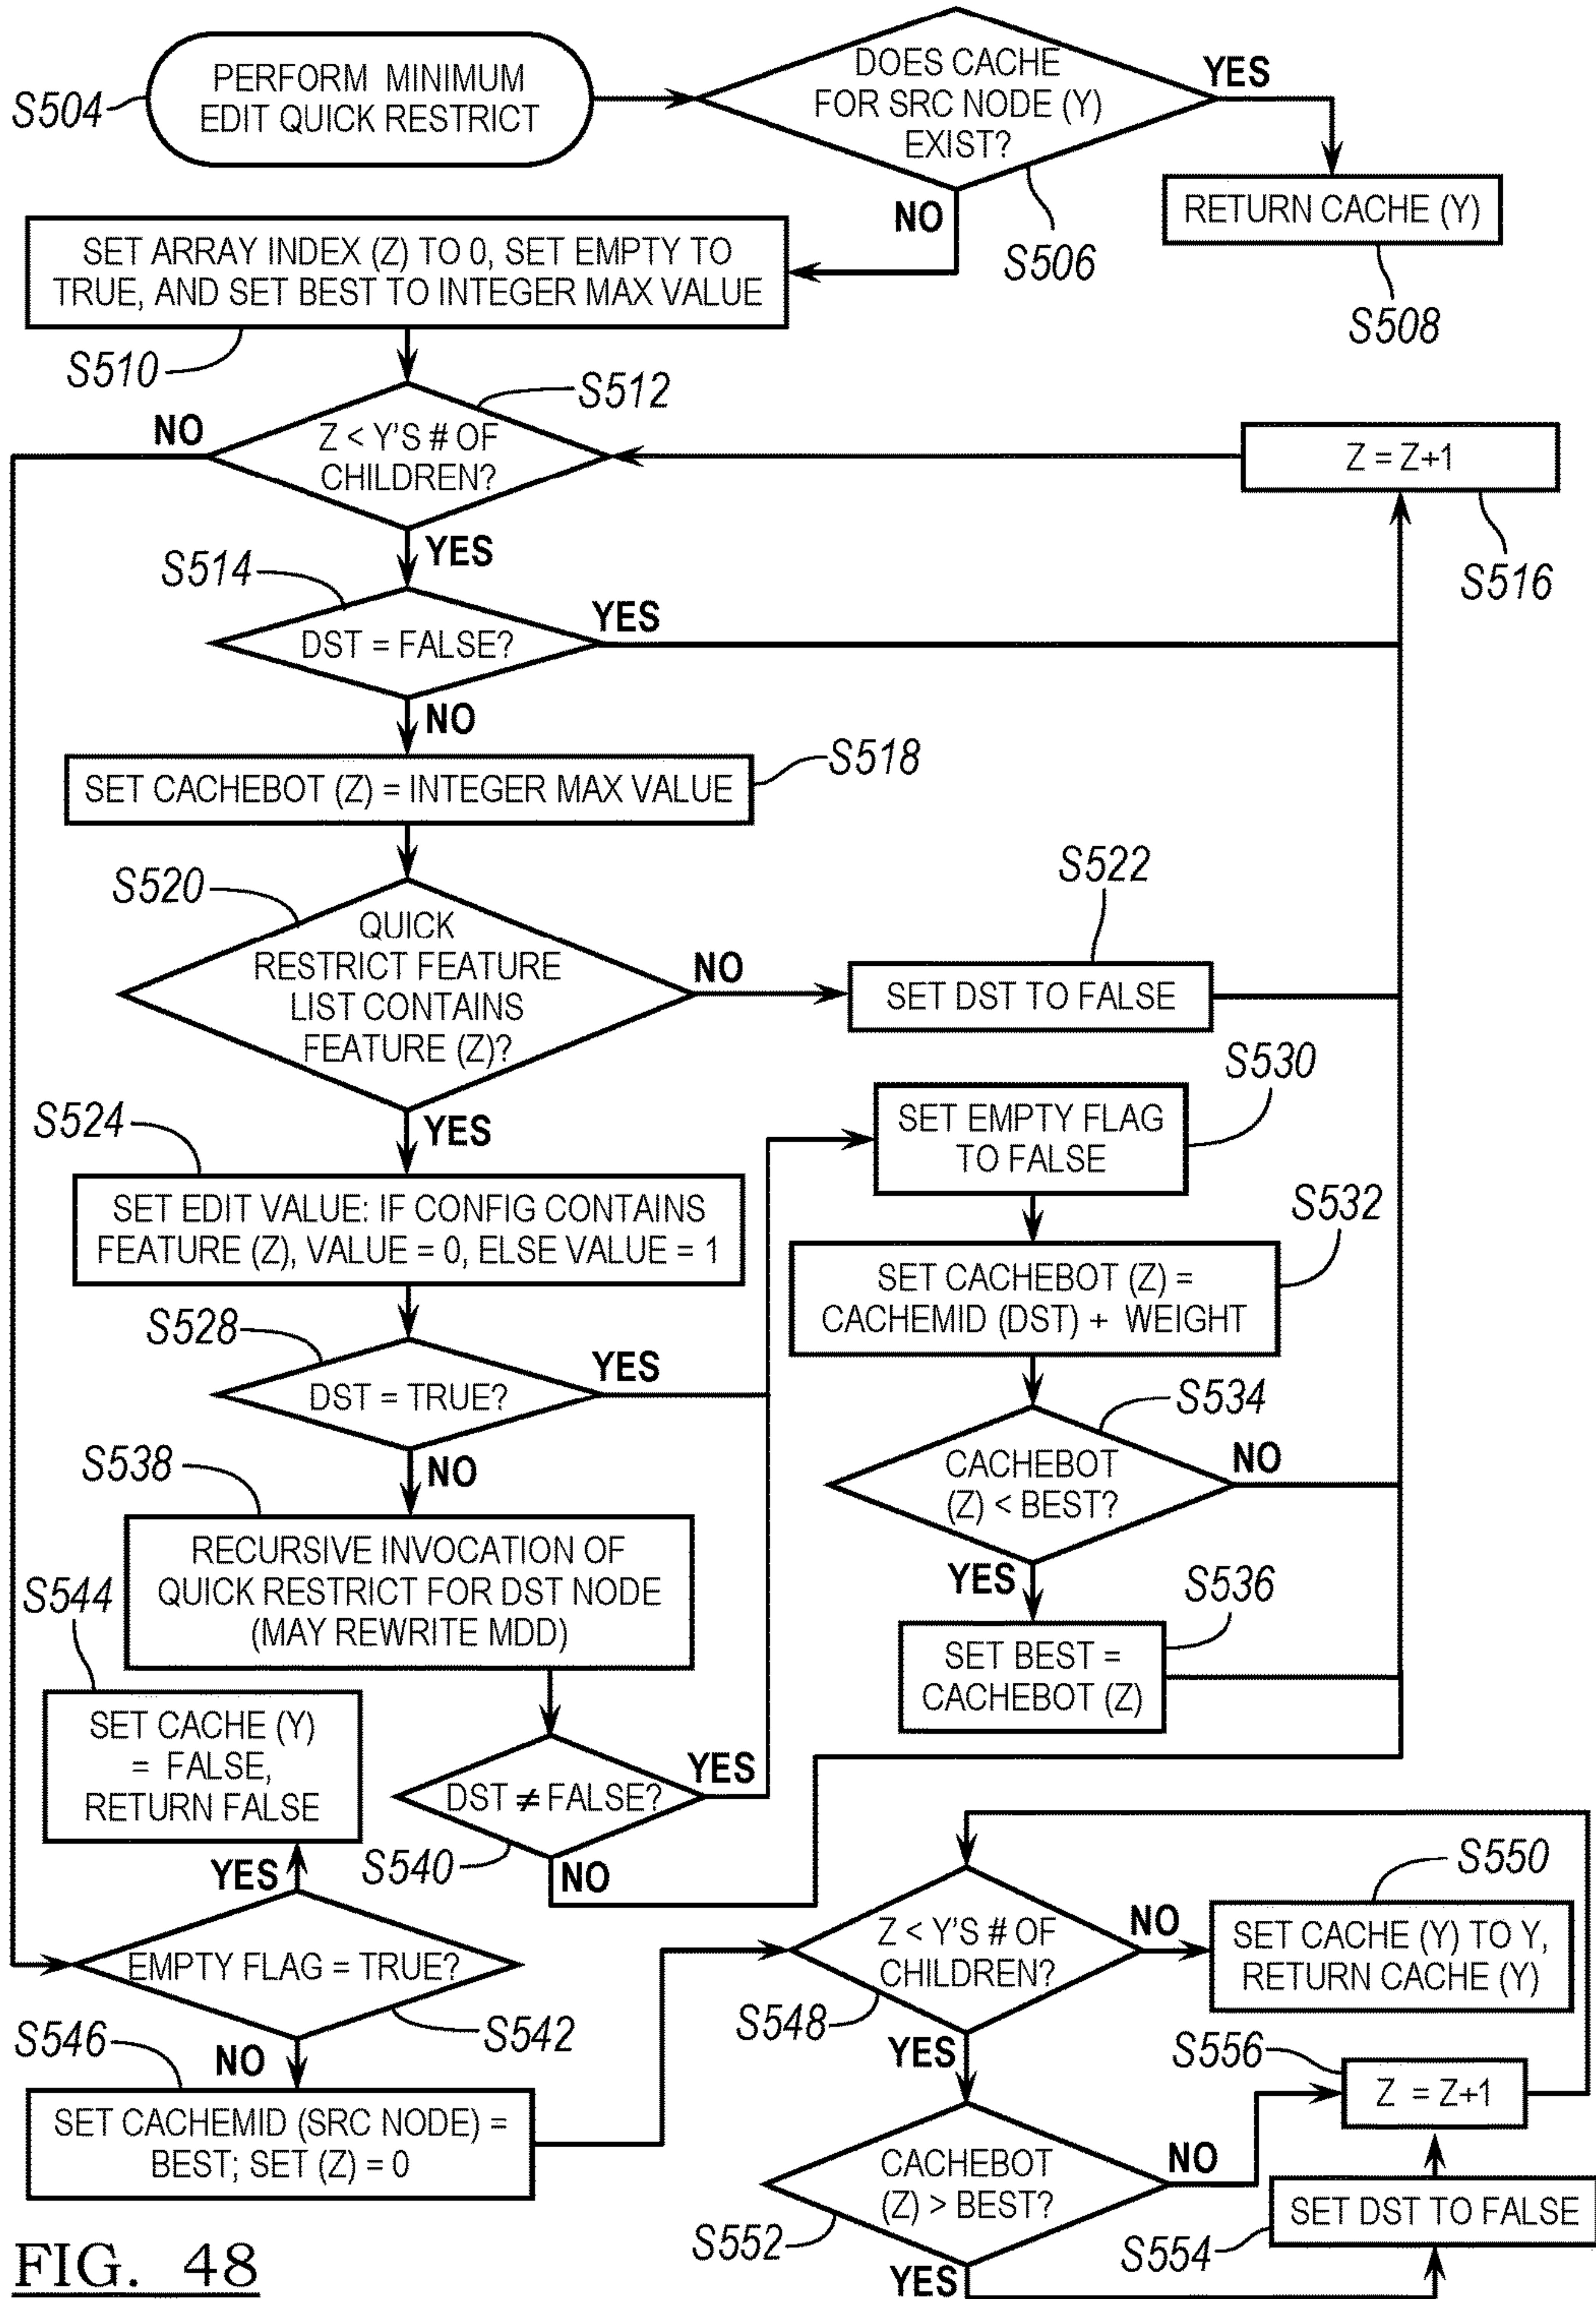 S504
PERFORM MINIMUM
EDIT QUICK RESTRICT
DOES CACHE
FOR SRC NODE (Y)
EXIST?
YES
NO
S506
RETURN CACHE (Y)
S508
SET ARRAY INDEX (Z) TO 0, SET EMPTY TO
TRUE, AND SET BEST TO INTEGER MAX VALUE
S510
S512
NO
Z < Y'S # OF
CHILDREN?
YES
Z = Z+1
S516
S514
DST = FALSE?
YES
NO
SET CACHEBOT (Z) = INTEGER MAX VALUE
S518
S520
QUICK
RESTRICT FEATURE
LIST CONTAINS
FEATURE (Z)?
NO
YES
S522
SET DST TO FALSE
S524
SET EDIT VALUE: IF CONFIG CONTAINS
FEATURE (Z), VALUE = 0, ELSE VALUE = 1
S528
DST = TRUE?
YES
NO
S530
SET EMPTY FLAG
TO FALSE
S532
SET CACHEBOT (Z) =
CACHEMID (DST) + WEIGHT
S534
CACHEBOT
(Z) < BEST?
NO
YES
S536
SET BEST =
CACHEBOT (Z)
S538
RECURSIVE INVOCATION OF
QUICK RESTRICT FOR DST NODE
(MAY REWRITE MDD)
S544
SET CACHE (Y)
= FALSE,
RETURN FALSE
DST ≠ FALSE?
YES
S540
NO
YES
EMPTY FLAG = TRUE?
S542
NO
S546
SET CACHEMID (SRC NODE) =
BEST; SET (Z) = 0
Z < Y'S # OF
CHILDREN?
NO
S548
YES
S550
SET CACHE (Y) TO Y,
RETURN CACHE (Y)
S556
Z = Z+1
CACHEBOT
(Z) > BEST?
NO
S552
YES
SET DST TO FALSE
S554
FIG. 48